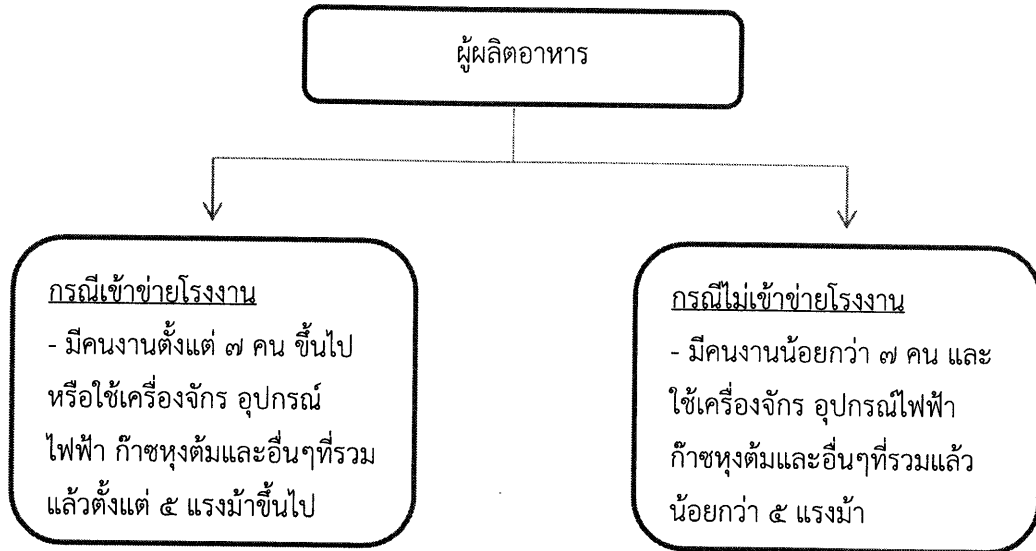 ผู้ผลิตอาหาร
กรณีเข้าข่ายโรงงาน
- มีคนงานตั้งแต่ ๗ คน ขึ้นไป
หรือใช้เครื่องจักร อุปกรณ์
ไฟฟ้า ก๊าซหุงต้มและอื่นๆที่รวม
แล้วตั้งแต่ ๕ แรงม้าขึ้นไป
กรณีไม่เข้าข่ายโรงงาน
- มีคนงานน้อยกว่า ๗ คน และ
ใช้เครื่องจักร อุปกรณ์ไฟฟ้า
ก๊าซหุงต้มและอื่นๆที่รวมแล้ว
น้อยกว่า ๕ แรงม้า